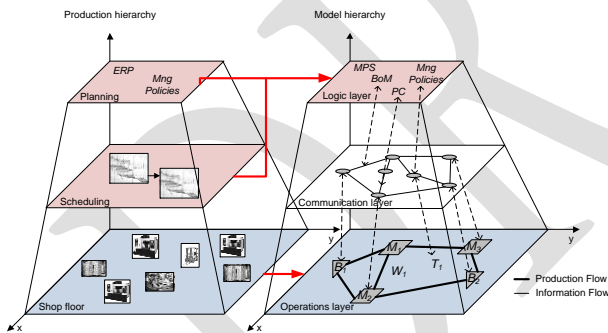 Production hierarchy
Model hierarchy
ERP
Mng
Policies
Planning
MPS
BoM
PC
Mng
Policies
Logic layer
Scheduling
Communication layer
y
y
B1
M1
M3
W1
T1
M2
B2
Shop floor
Operations layer
Production Flow
Information Flow
x
x